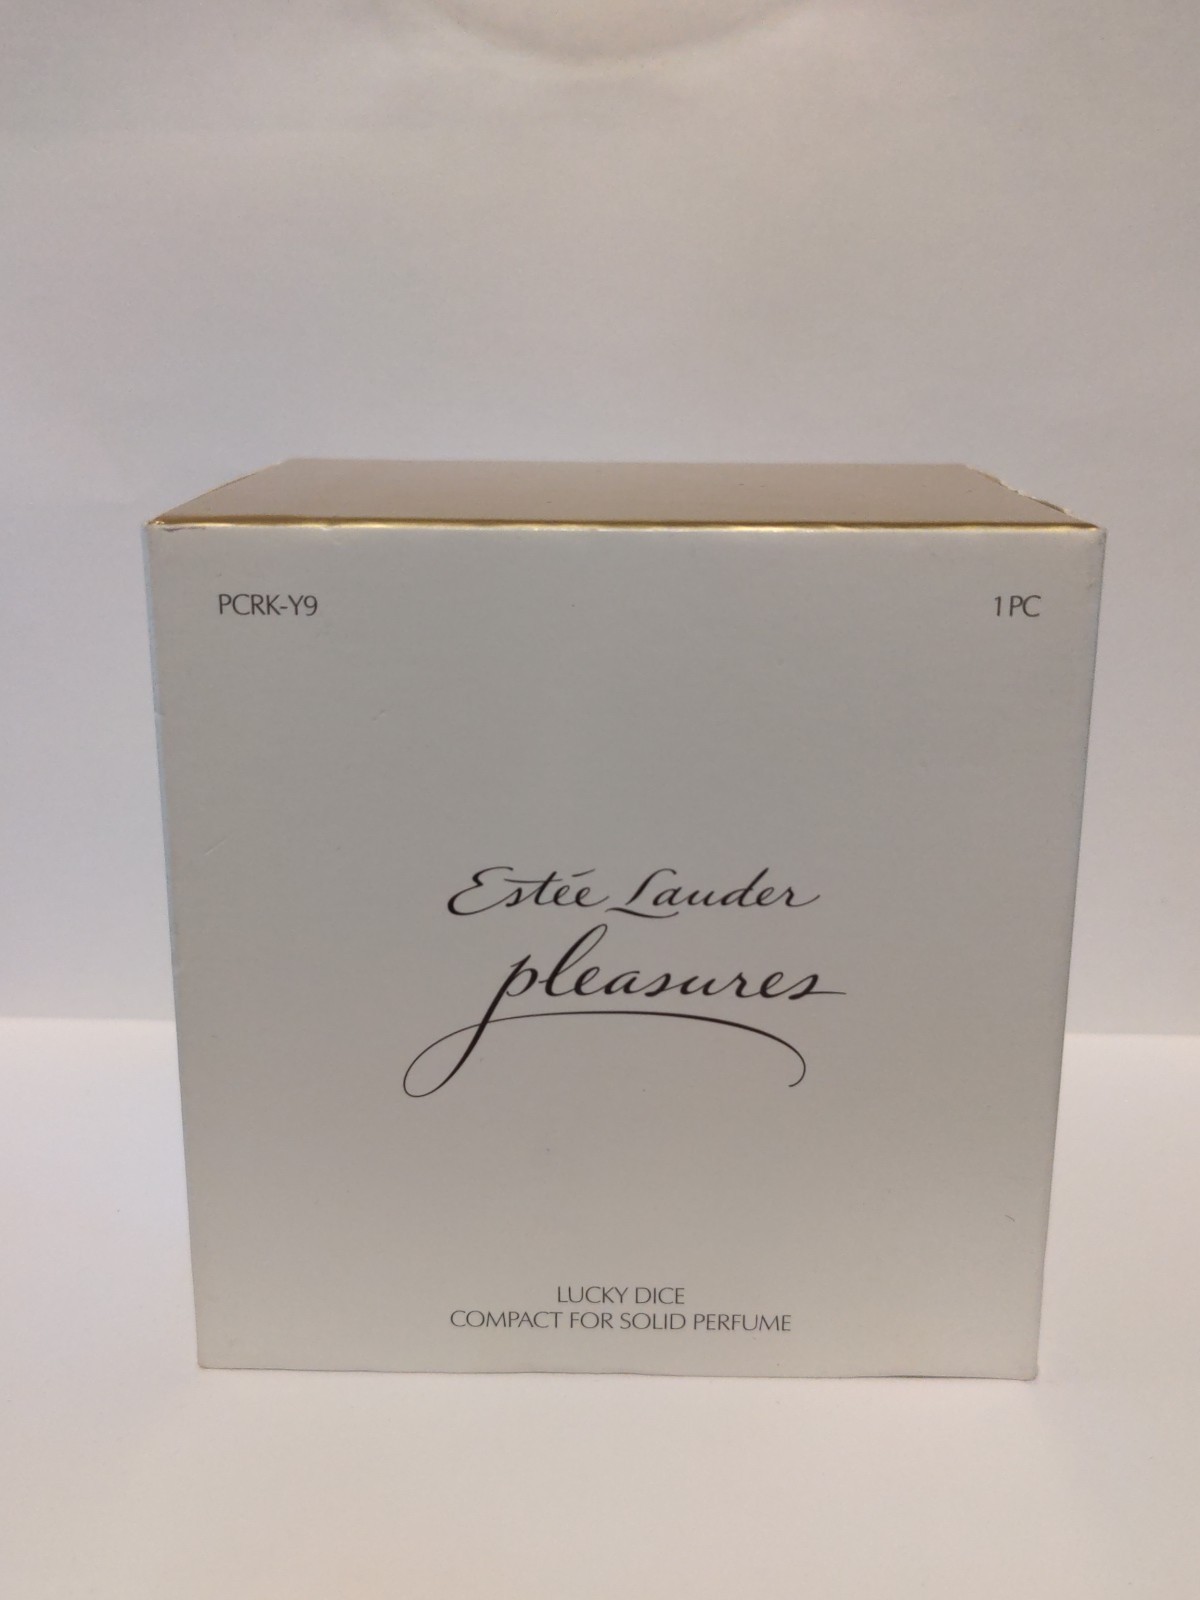 PCRK-Y9
1 PC
Estée Lauder
pleasures
LUCKY DICE
COMPACT FOR SOLID PERFUME